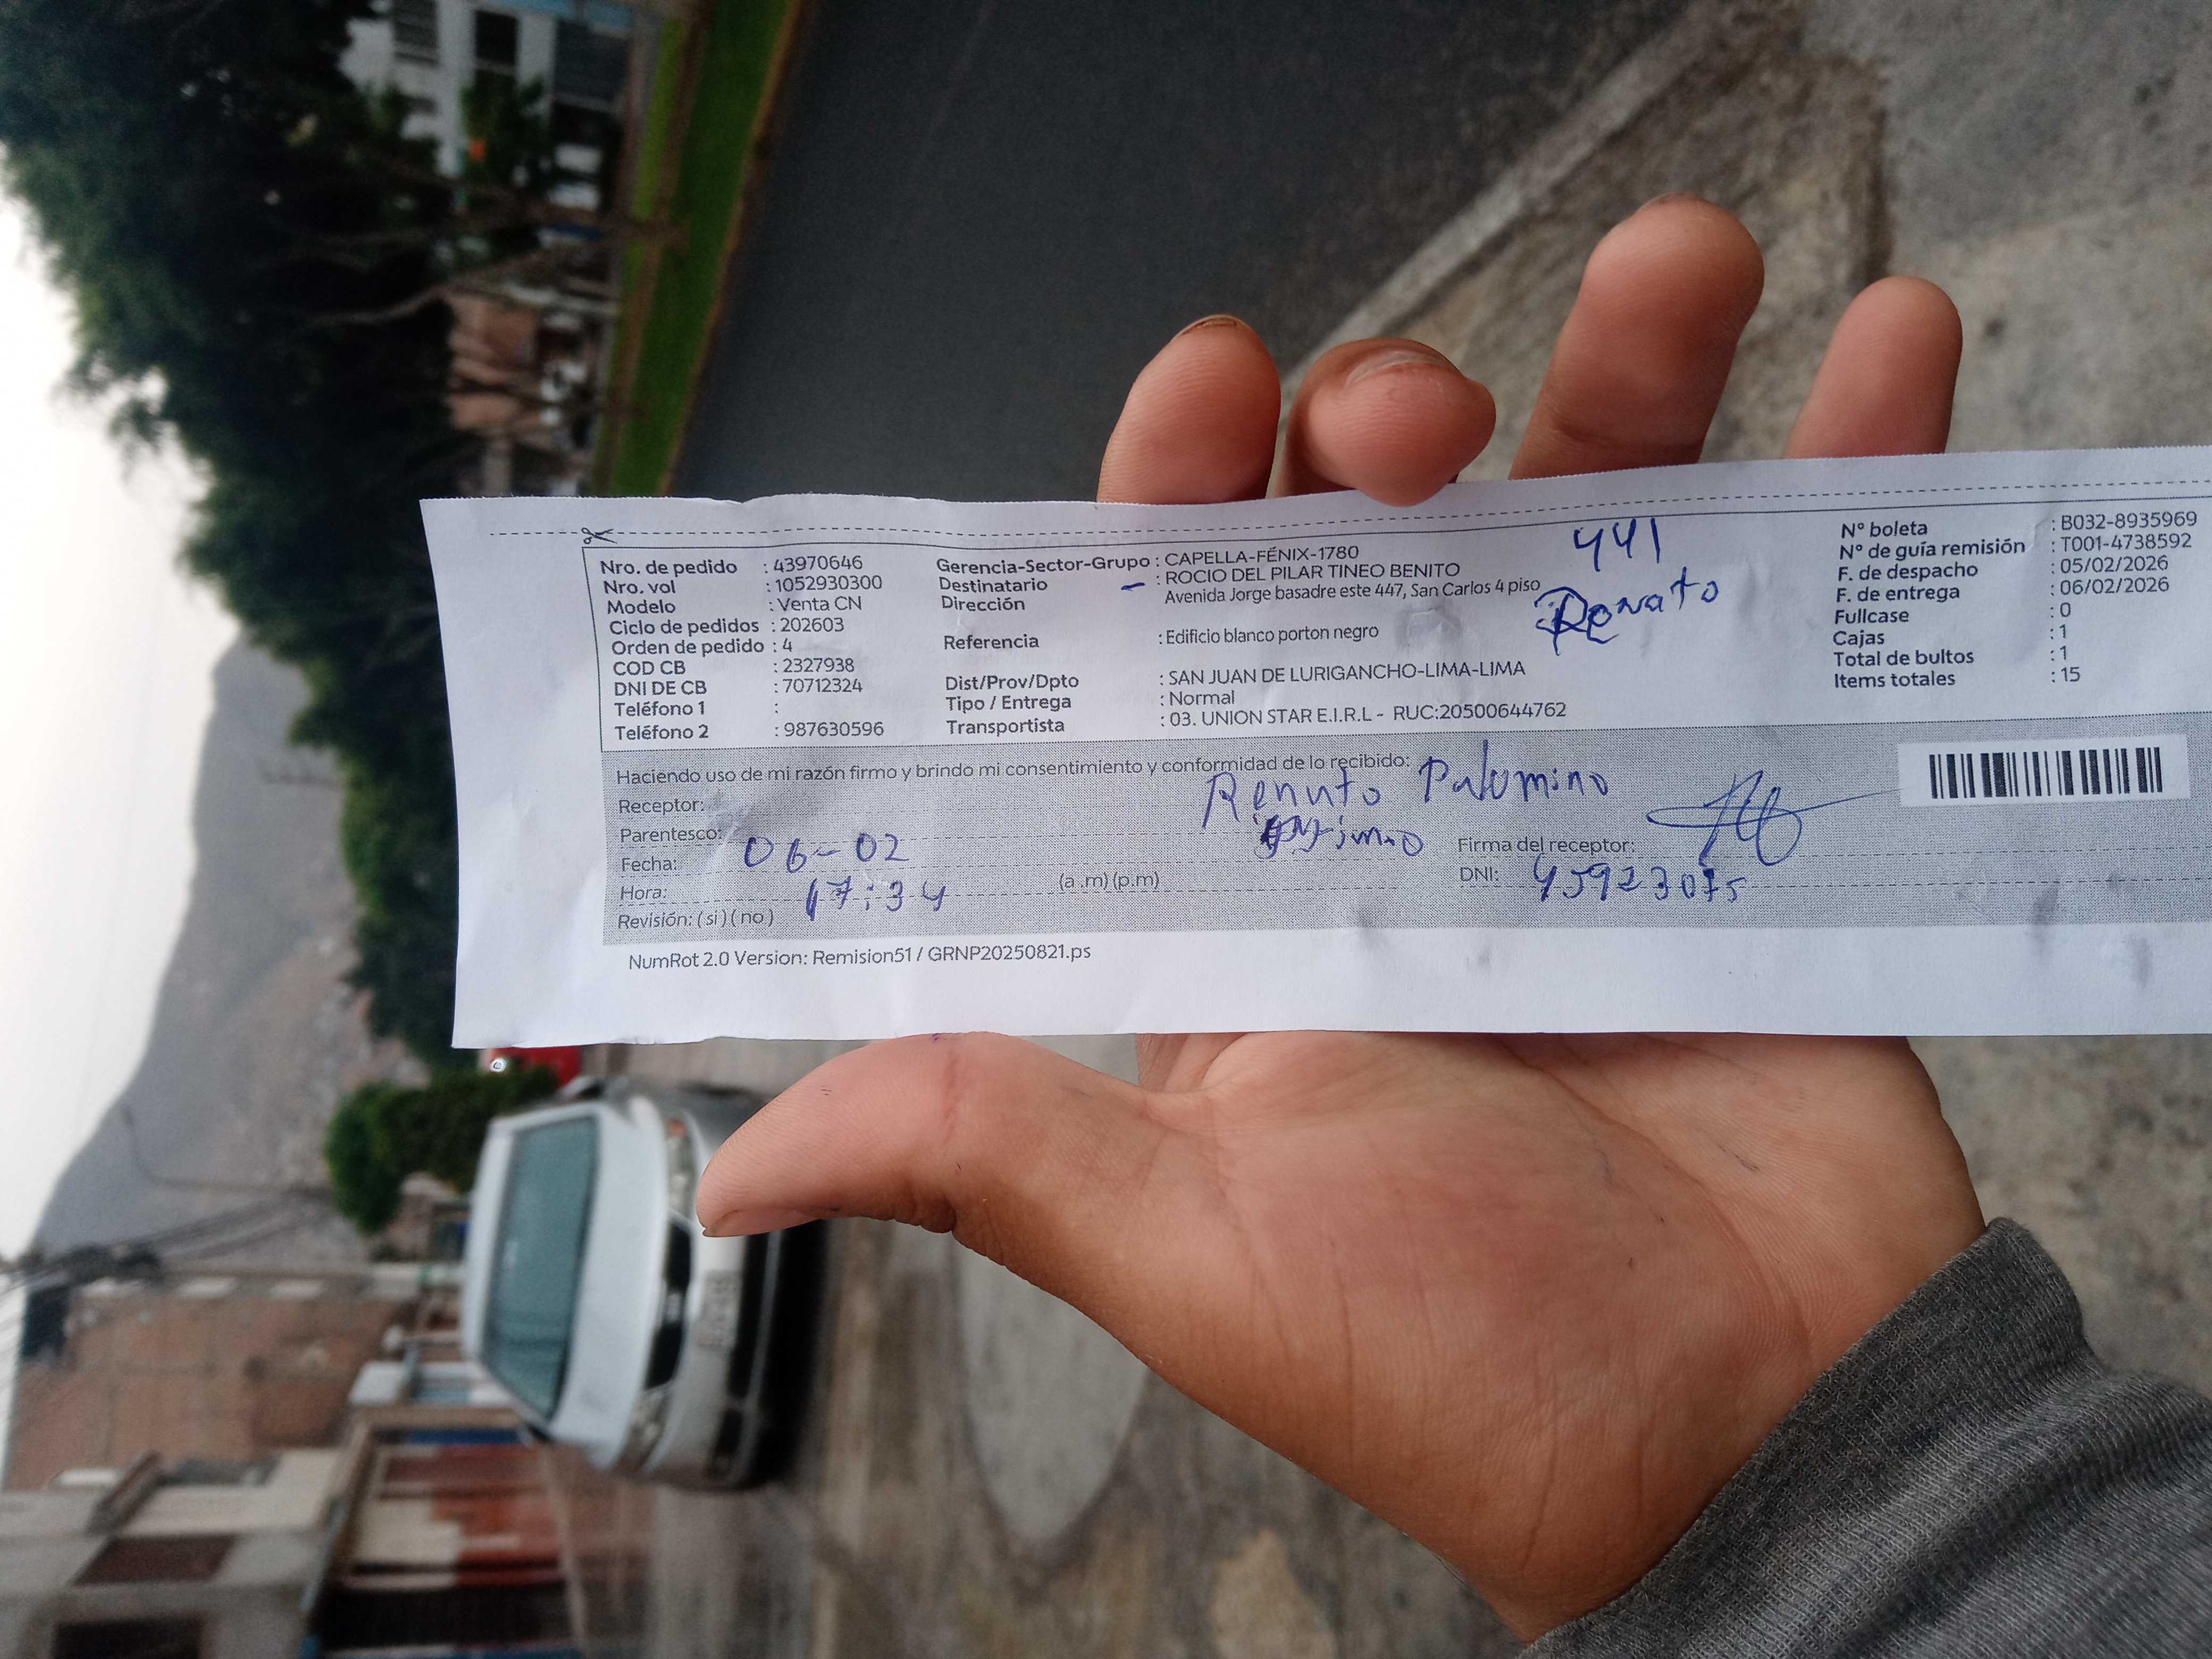 Nro. de pedido : 43970646
Nro. vol : 1052930300
Modelo : Venta CN
Ciclo de pedidos : 202603
Orden de pedido : 4
COD CB : 2327938
DNI DE CB : 70712324
Teléfono 1 :
Teléfono 2 : 987630596
Gerencia-Sector-Grupo : CAPELLA-FÉNIX-1780
Destinatario : ROCIO DEL PILAR TINEO BENITO
Dirección Avenida Jorge basadre este 447, San Carlos 4 piso
Referencia : Edificio blanco porton negro
Dist/Prov/Dpto : SAN JUAN DE LURIGANCHO-LIMA-LIMA
Tipo / Entrega : Normal
Transportista : 03. UNION STAR E.I.R.L - RUC:20500644762
441
Renato
N° boleta : B032-8935969
N° de guía remisión : T001-4738592
F. de despacho : 05/02/2026
F. de entrega : 06/02/2026
Fullcase : 0
Cajas : 1
Total de bultos : 1
Items totales : 15
Haciendo uso de mi razón firmo y brindo mi consentimiento y conformidad de lo recibido:
Receptor: Renato Palomino
Parentesco: primo
Fecha: 06-02
Firma del receptor:
Hora: 17:34 (a .m) (p.m)
DNI: 45923075
Revisión: ( si ) ( no )
NumRot 2.0 Version: Remision51 / GRNP20250821.ps